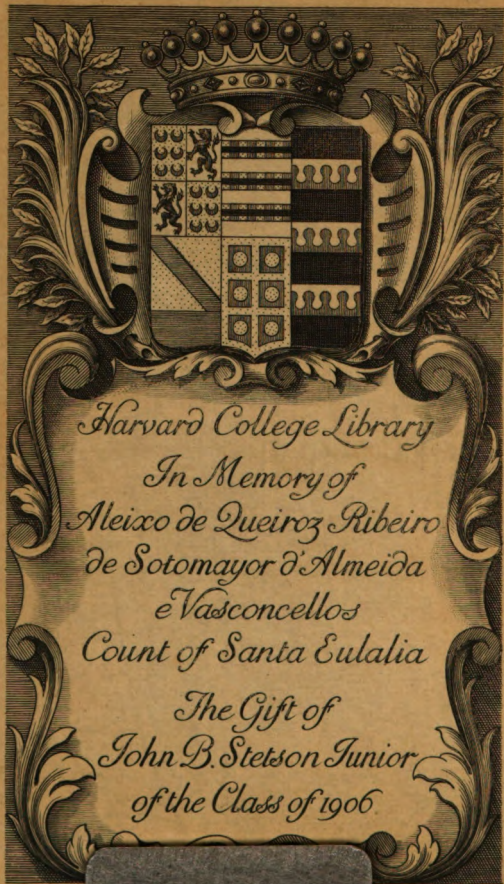 Harvard College Library
In Memory of
Aleixo de Queiroz Ribeiro
de Sotomayor d'Almeida
e Vasconcellos
Count of Santa Eulalia
The Gift of
John B. Stetson Junior
of the Class of 1906